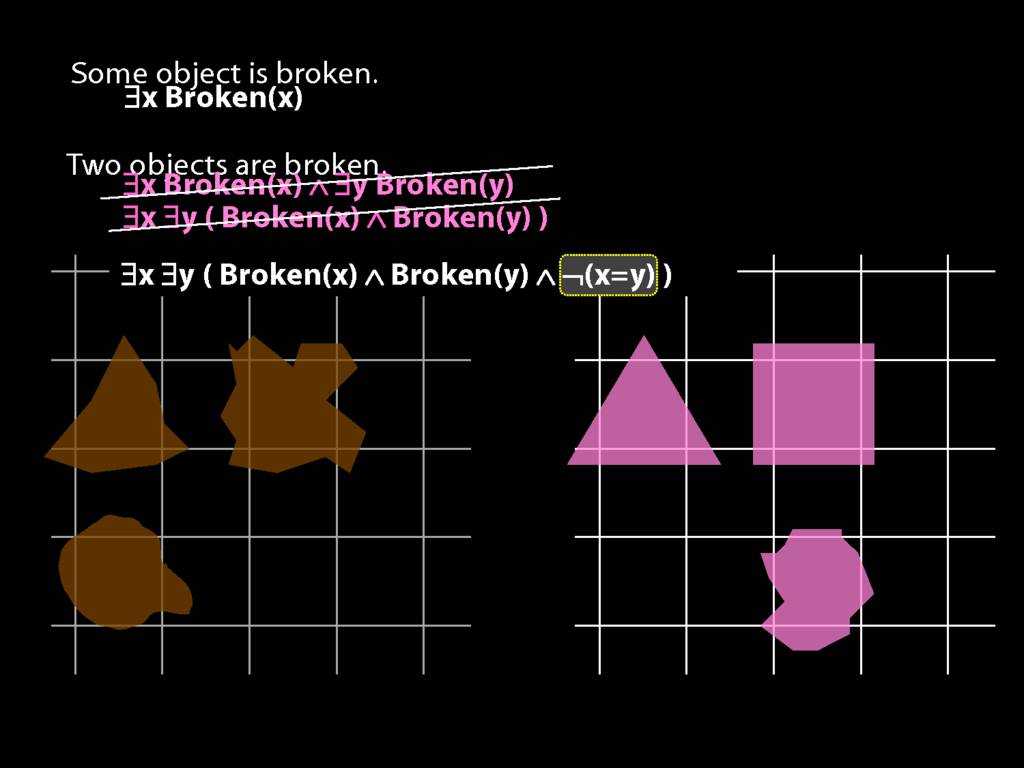 Some object is broken.
∃x Broken(x)
Two objects are broken.
∃x Broken(x) ∧ ∃y Broken(y)
∃x ∃y ( Broken(x) ∧ Broken(y) )
∃x ∃y ( Broken(x) ∧ Broken(y) ∧ ¬(x=y) )